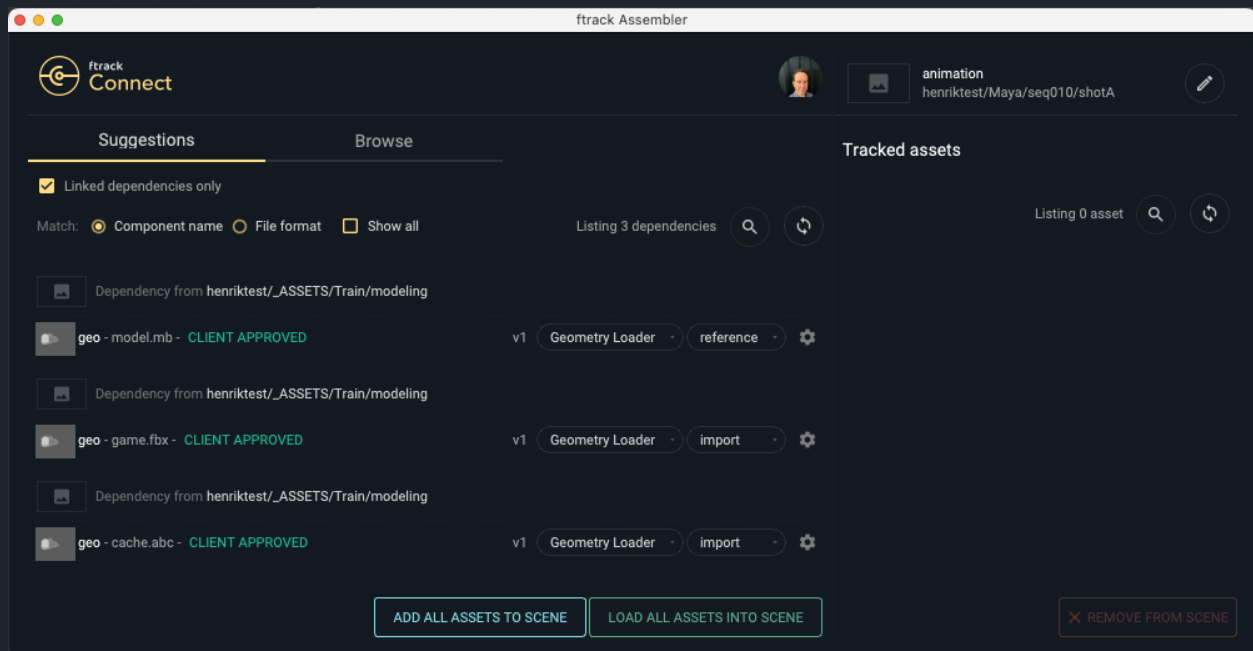 ftrack Assembler
ftrack
Connect
animation
henriktest/Maya/seq010/shotA
Suggestions
Browse
Tracked assets
Linked dependencies only
Match: Component name File format Show all
Listing 3 dependencies
Listing 0 asset
Dependency from henriktest/_ASSETS/Train/modeling
geo - model.mb - CLIENT APPROVED v1 Geometry Loader reference
Dependency from henriktest/_ASSETS/Train/modeling
geo - game.fbx - CLIENT APPROVED v1 Geometry Loader import
Dependency from henriktest/_ASSETS/Train/modeling
geo - cache.abc - CLIENT APPROVED v1 Geometry Loader import
ADD ALL ASSETS TO SCENE
LOAD ALL ASSETS INTO SCENE
REMOVE FROM SCENE